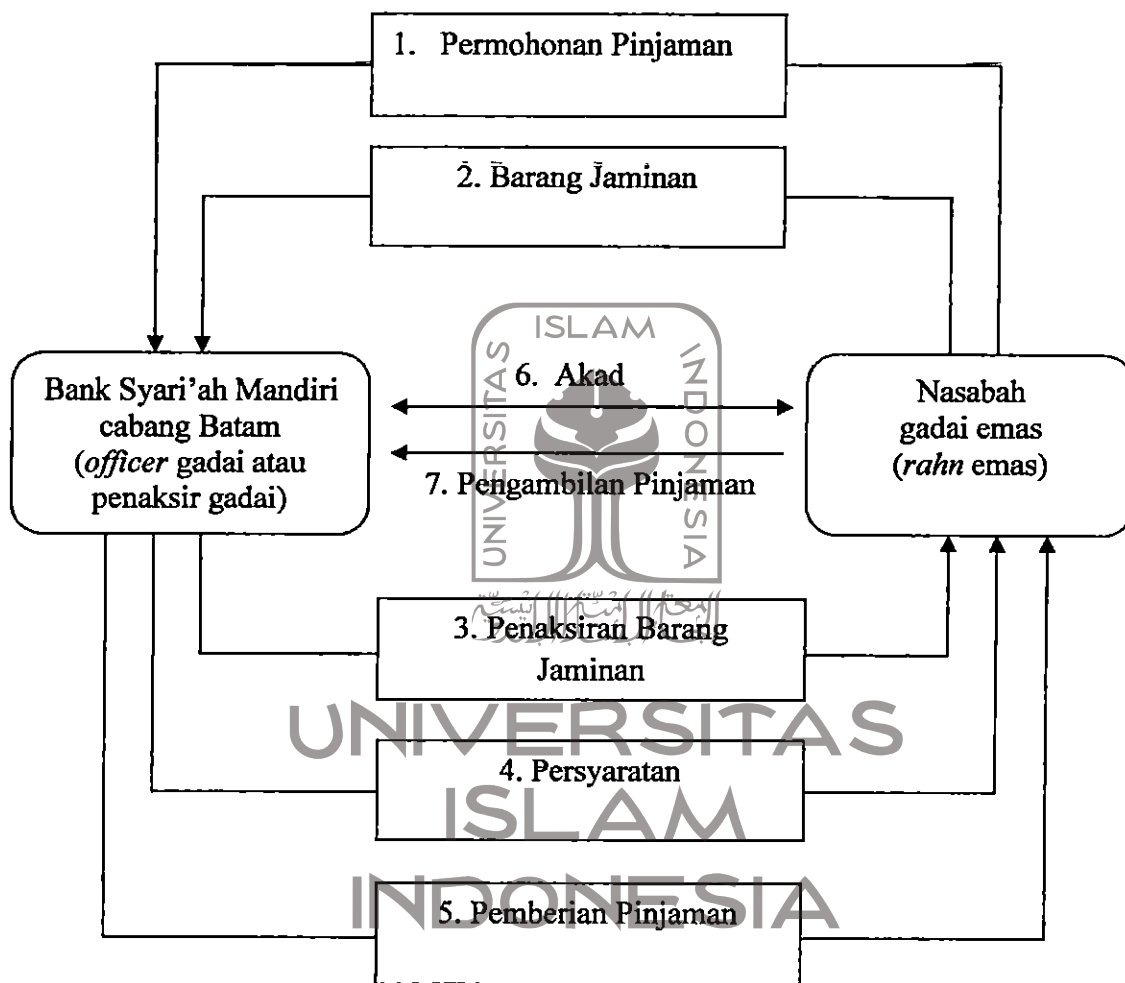 1. Permohonan Pinjaman
2. Barang Jaminan
Bank Syari'ah Mandiri
cabang Batam
(officer gadai atau
penaksir gadai)
6. Akad
7. Pengambilan Pinjaman
Nasabah
gadai emas
(rahn emas)
UNIVERSITAS
ISLAM
INDONESIA
3. Penaksiran Barang
Jaminan
4. Persyaratan
5. Pemberian Pinjaman
UNIVERSITAS
ISLAM
INDONESIA